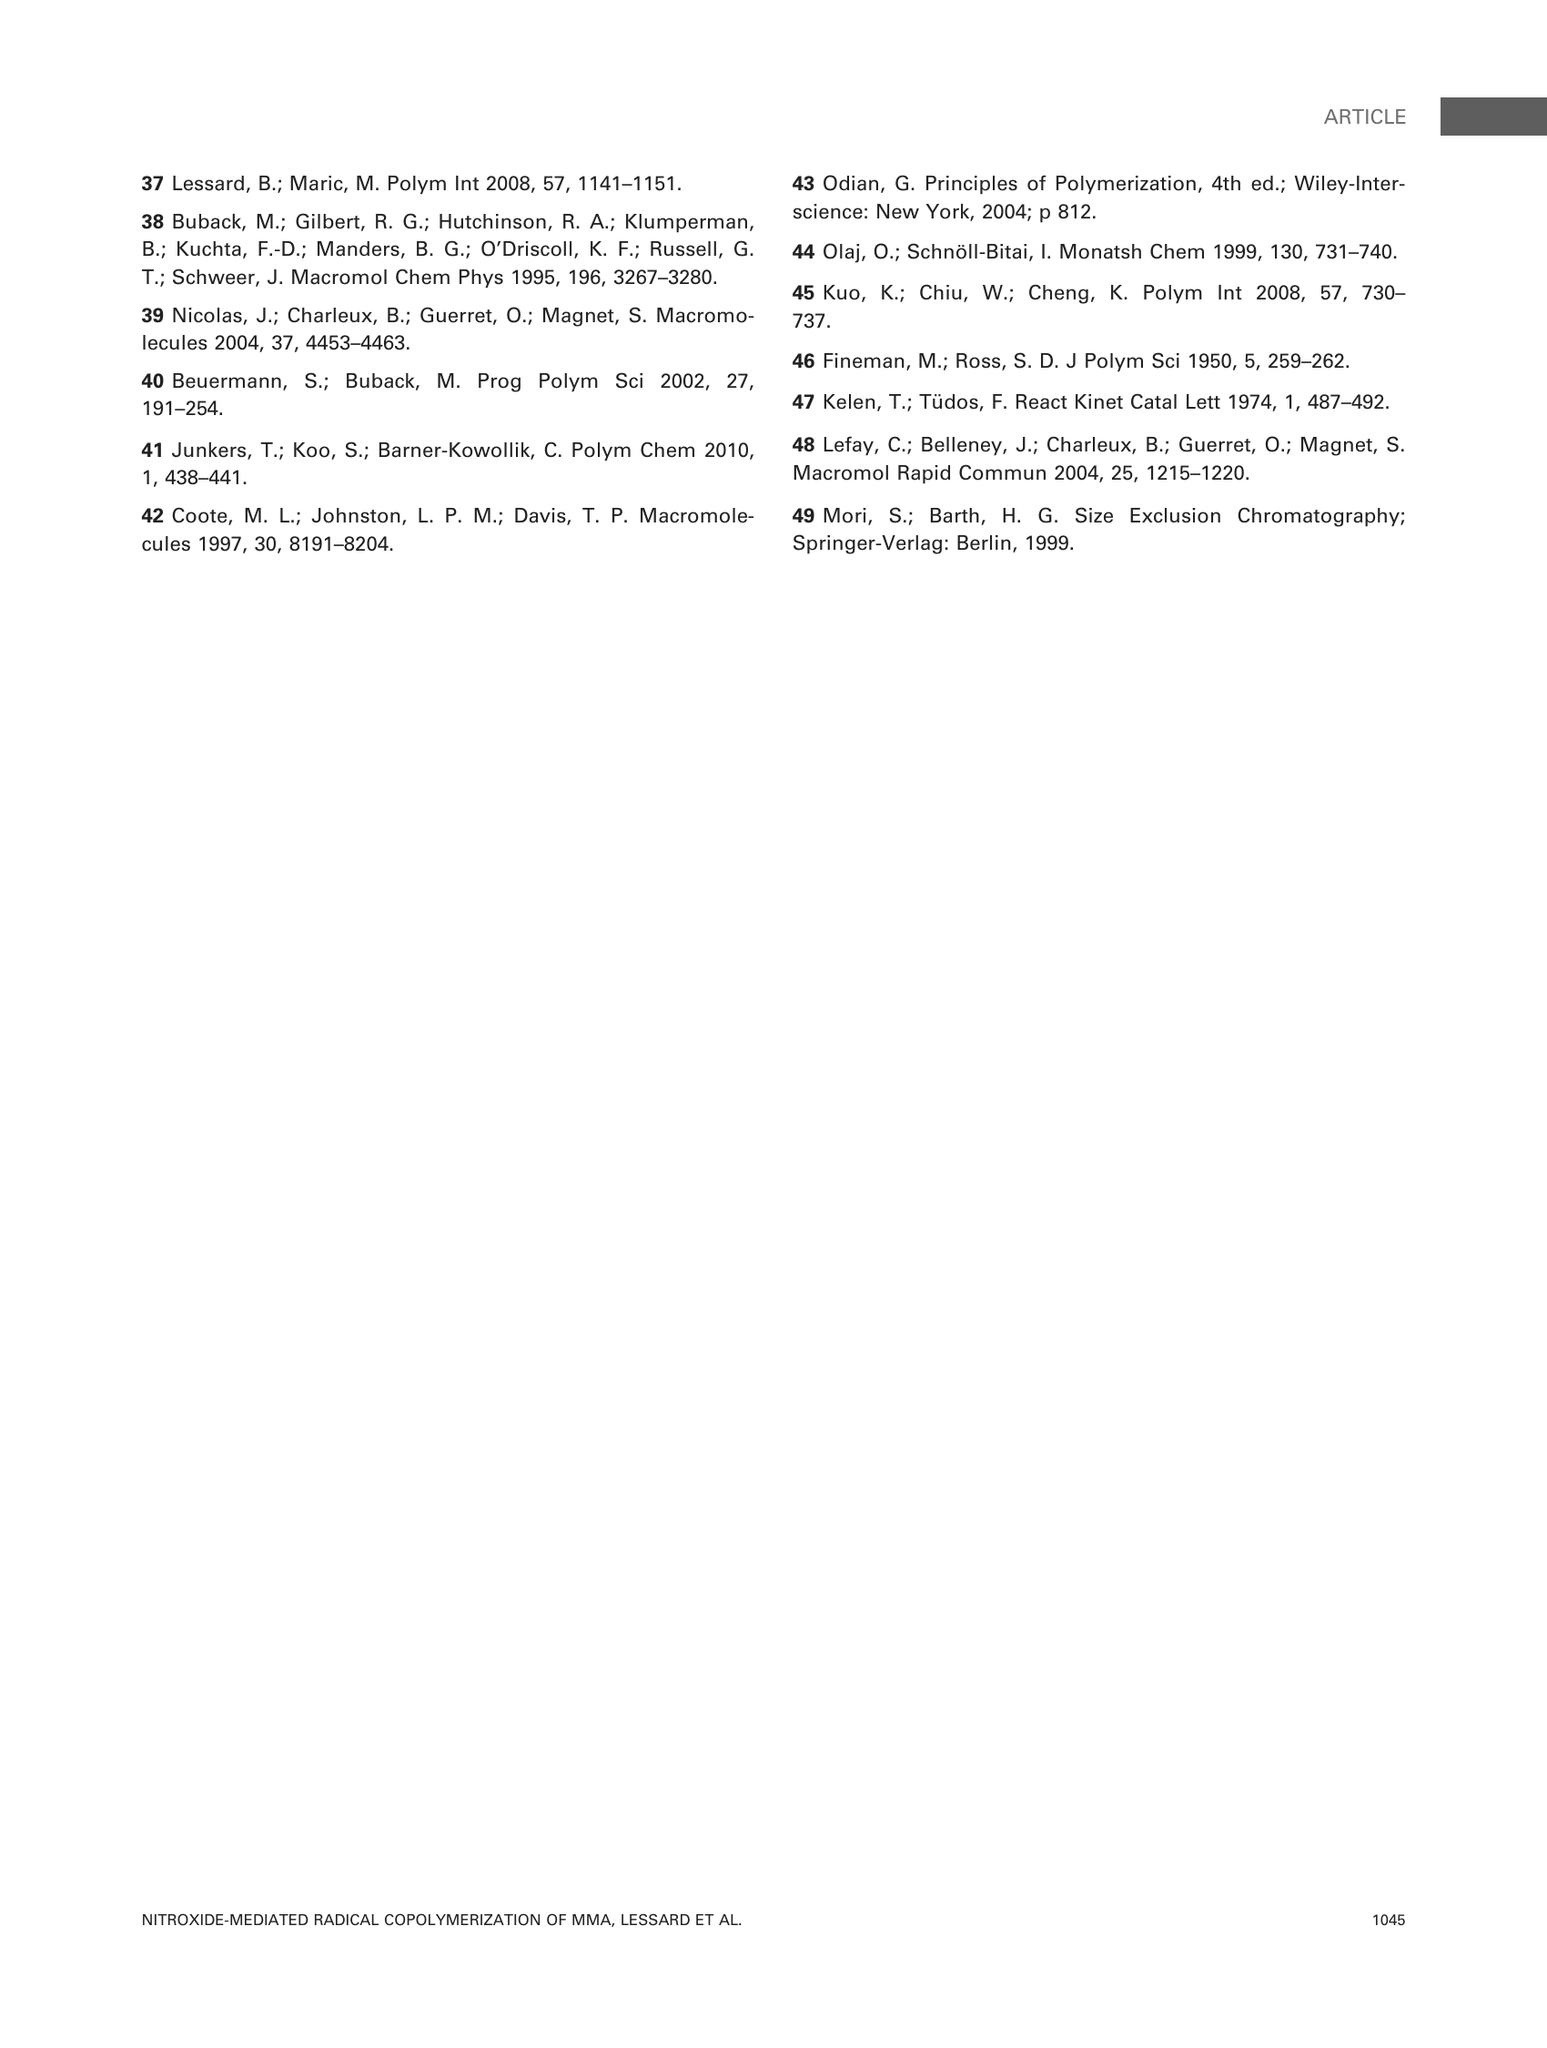 ARTICLE
37 Lessard, B.; Maric, M. Polym Int 2008, 57, 1141–1151.
38 Buback, M.; Gilbert, R. G.; Hutchinson, R. A.; Klumperman,
B.; Kuchta, F.-D.; Manders, B. G.; O’Driscoll, K. F.; Russell, G.
T.; Schweer, J. Macromol Chem Phys 1995, 196, 3267–3280.
39 Nicolas, J.; Charleux, B.; Guerret, O.; Magnet, S. Macromo-
lecules 2004, 37, 4453–4463.
40 Beuermann, S.; Buback, M. Prog Polym Sci 2002, 27,
191–254.
41 Junkers, T.; Koo, S.; Barner-Kowollik, C. Polym Chem 2010,
1, 438–441.
42 Coote, M. L.; Johnston, L. P. M.; Davis, T. P. Macromole-
cules 1997, 30, 8191–8204.
43 Odian, G. Principles of Polymerization, 4th ed.; Wiley-Inter-
science: New York, 2004; p 812.
44 Olaj, O.; Schnöll-Bitai, I. Monatsh Chem 1999, 130, 731–740.
45 Kuo, K.; Chiu, W.; Cheng, K. Polym Int 2008, 57, 730–
737.
46 Fineman, M.; Ross, S. D. J Polym Sci 1950, 5, 259–262.
47 Kelen, T.; Tüdos, F. React Kinet Catal Lett 1974, 1, 487–492.
48 Lefay, C.; Belleney, J.; Charleux, B.; Guerret, O.; Magnet, S.
Macromol Rapid Commun 2004, 25, 1215–1220.
49 Mori, S.; Barth, H. G. Size Exclusion Chromatography;
Springer-Verlag: Berlin, 1999.
NITROXIDE-MEDIATED RADICAL COPOLYMERIZATION OF MMA, LESSARD ET AL.
1045